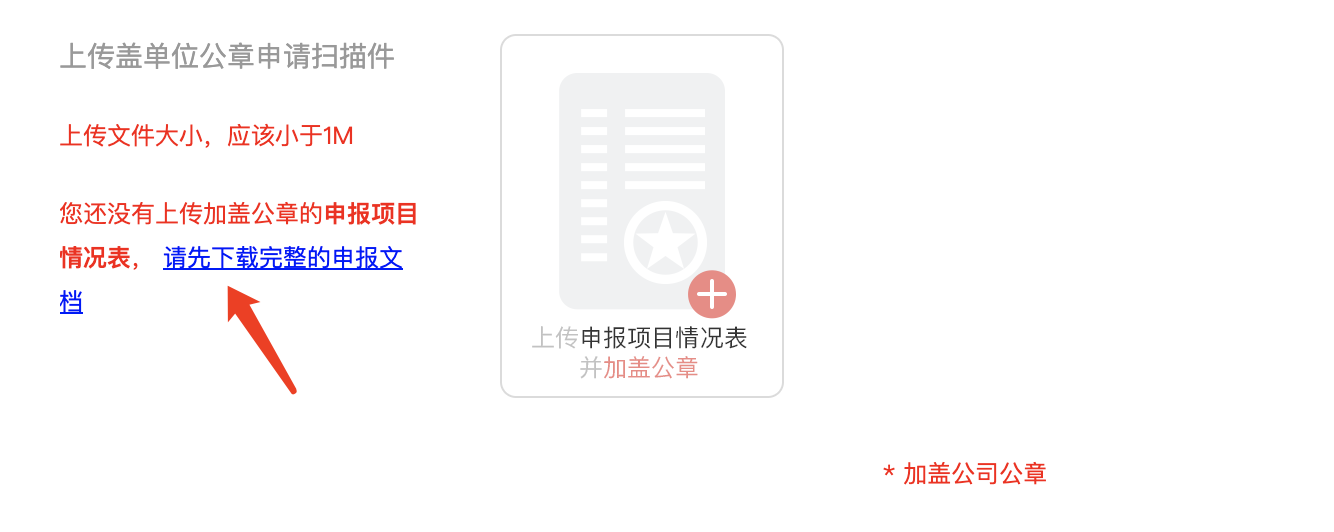 上传盖单位公章申请扫描件
上传文件大小，应该小于1M
您还没有上传加盖公章的申报项目
情况表， 请先下载完整的申报文
档
上传申报项目情况表
并加盖公章
* 加盖公司公章